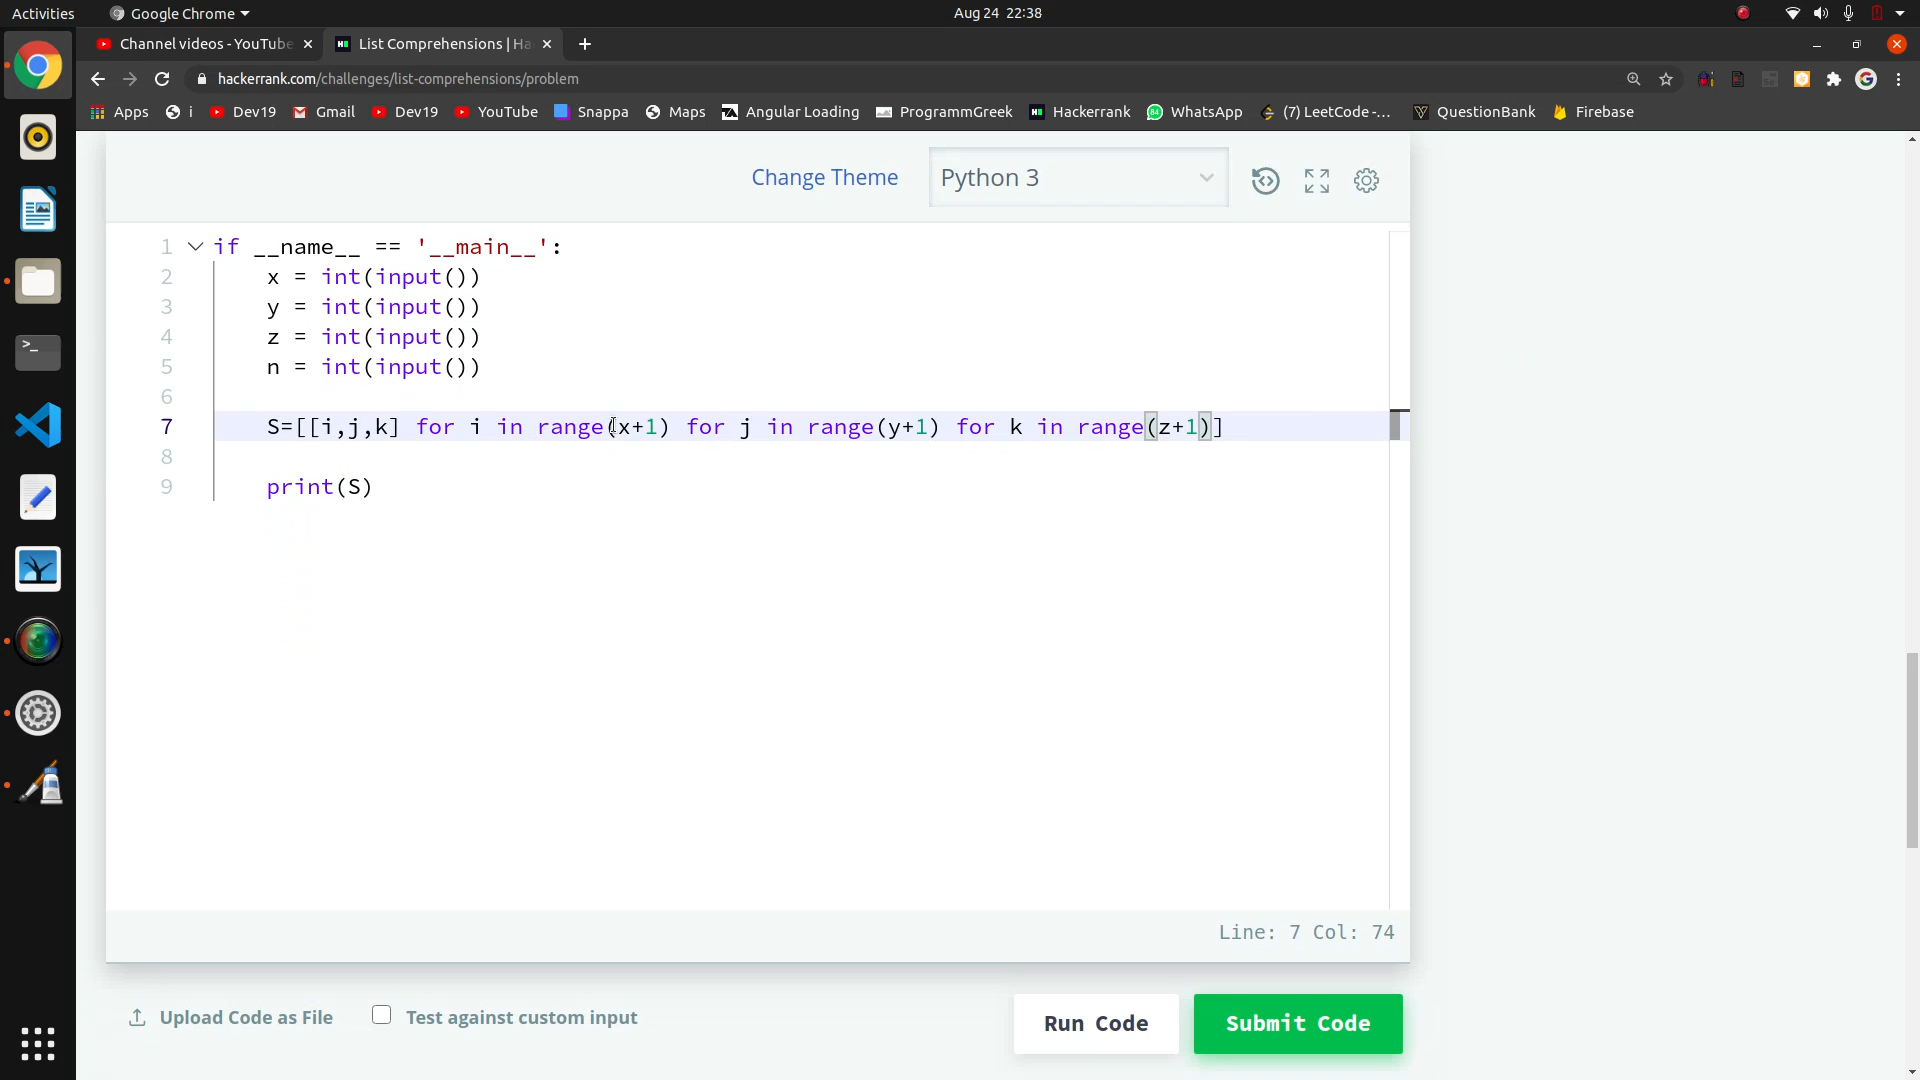 Activities
Google Chrome
Aug 24 22:38
Channel videos - YouTube
List Comprehensions | Ha
hackerrank.com/challenges/list-comprehensions/problem
Apps
i
Dev19
Gmail
Dev19
YouTube
Snappa
Maps
Angular Loading
ProgrammGreek
Hackerrank
WhatsApp
(7) LeetCode -...
QuestionBank
Firebase
Change Theme
Python 3
1 if __name__ == '__main__':
2 x = int(input())
3 y = int(input())
4 z = int(input())
5 n = int(input())
6
7 S=[[i,j,k] for i in range(x+1) for j in range(y+1) for k in range(z+1)]
8
9 print(S)
Line: 7 Col: 74
Upload Code as File
Test against custom input
Run Code
Submit Code